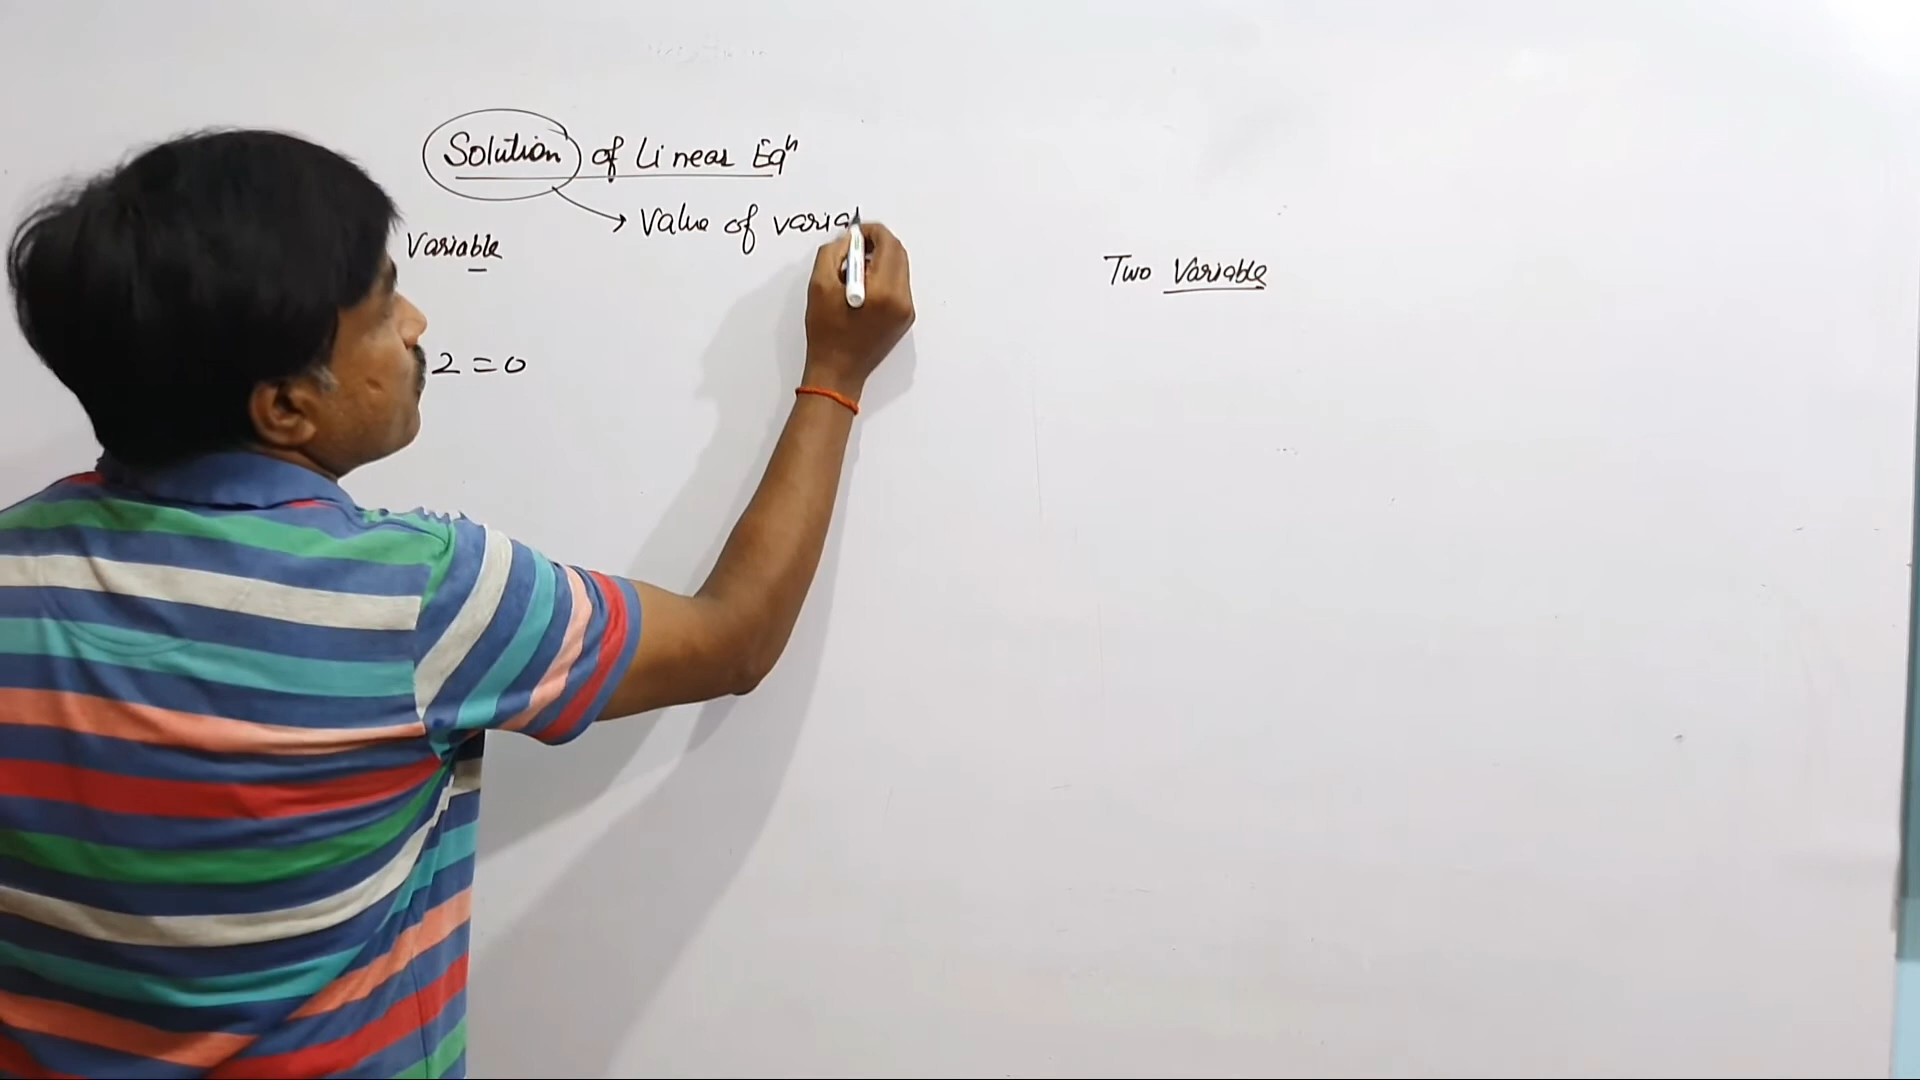 Solution of Linear Eqn
Value of varia
Variable
Two Variable
2 = 0